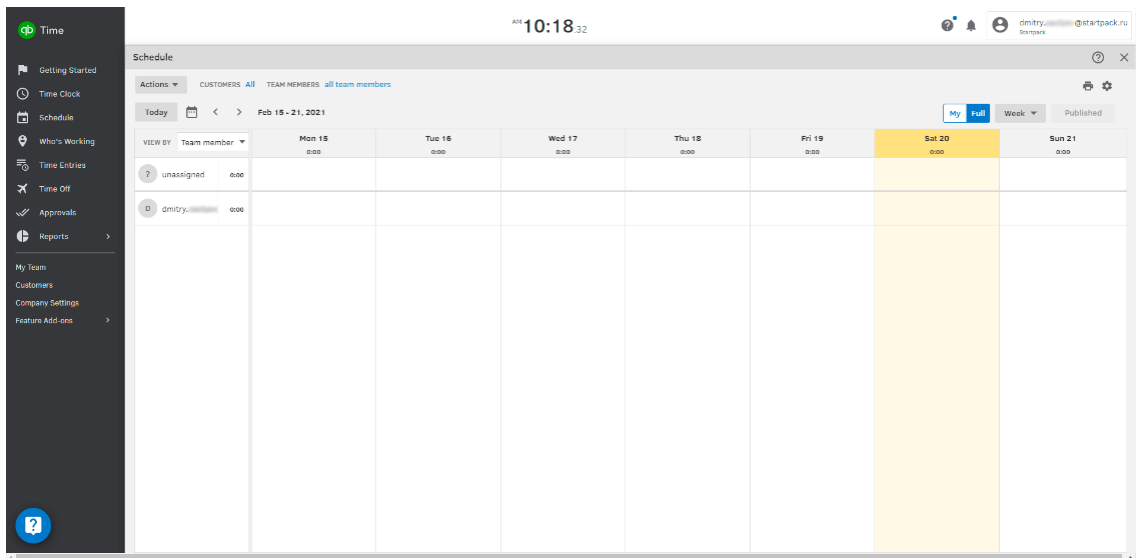 qb Time
AM 10:18:32
dmitry. @startpack.ru
Startpack
Getting Started
Time Clock
Schedule
Who's Working
Time Entries
Time Off
Approvals
Reports
My Team
Customers
Company Settings
Feature Add-ons
Schedule
Actions CUSTOMERS All TEAM MEMBERS all team members
Today Feb 15 - 21, 2021 My Full Week Published
VIEW BY Team member Mon 15 Tue 16 Wed 17 Thu 18 Fri 19 Sat 20 Sun 21
0:00 0:00 0:00 0:00 0:00 0:00 0:00
? unassigned 0:00
D dmitry. 0:00